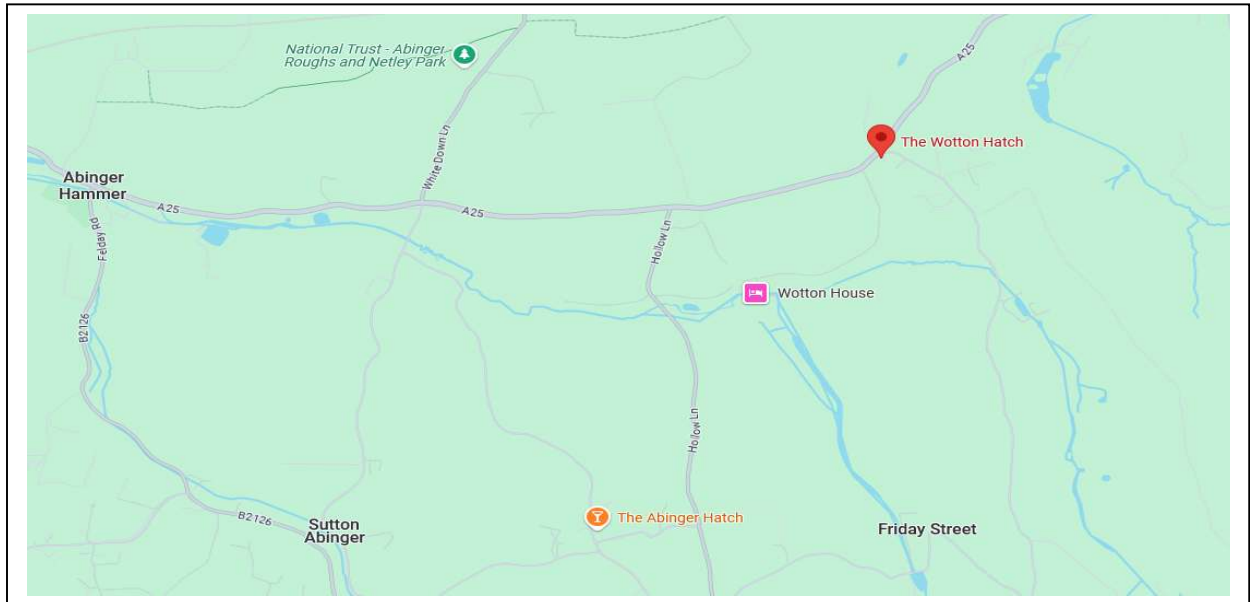 National Trust - Abinger
Roughs and Netley Park
A25
The Wotton Hatch
White Down Ln
Abinger
Hammer
A25
A25
Felday Rd
Hollow Ln
Wotton House
B2126
Hollow Ln
B2126
Sutton
Abinger
The Abinger Hatch
Friday Street